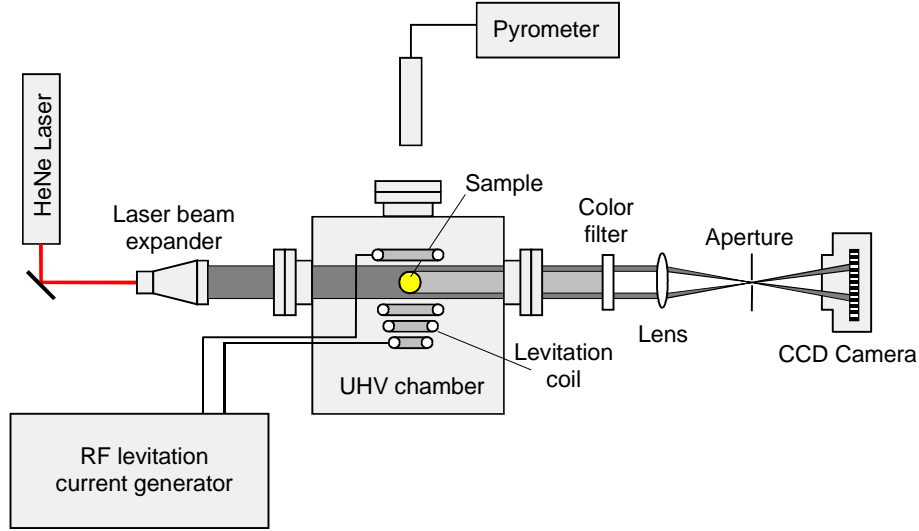 Pyrometer
HeNe Laser
Sample
Laser beam
expander
Color
filter
Aperture
Lens
Levitation
coil
CCD Camera
UHV chamber
RF levitation
current generator